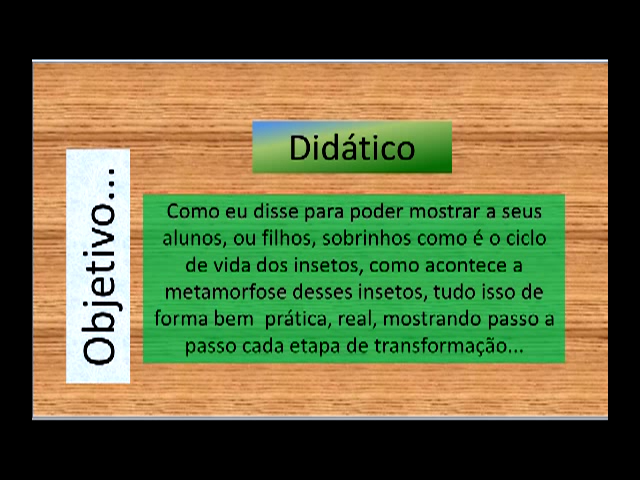 Didático
Objetivo...
Como eu disse para poder mostrar a seus
alunos, ou filhos, sobrinhos como é o ciclo
de vida dos insetos, como acontece a
metamorfose desses insetos, tudo isso de
forma bem  prática, real, mostrando passo a
passo cada etapa de transformação...